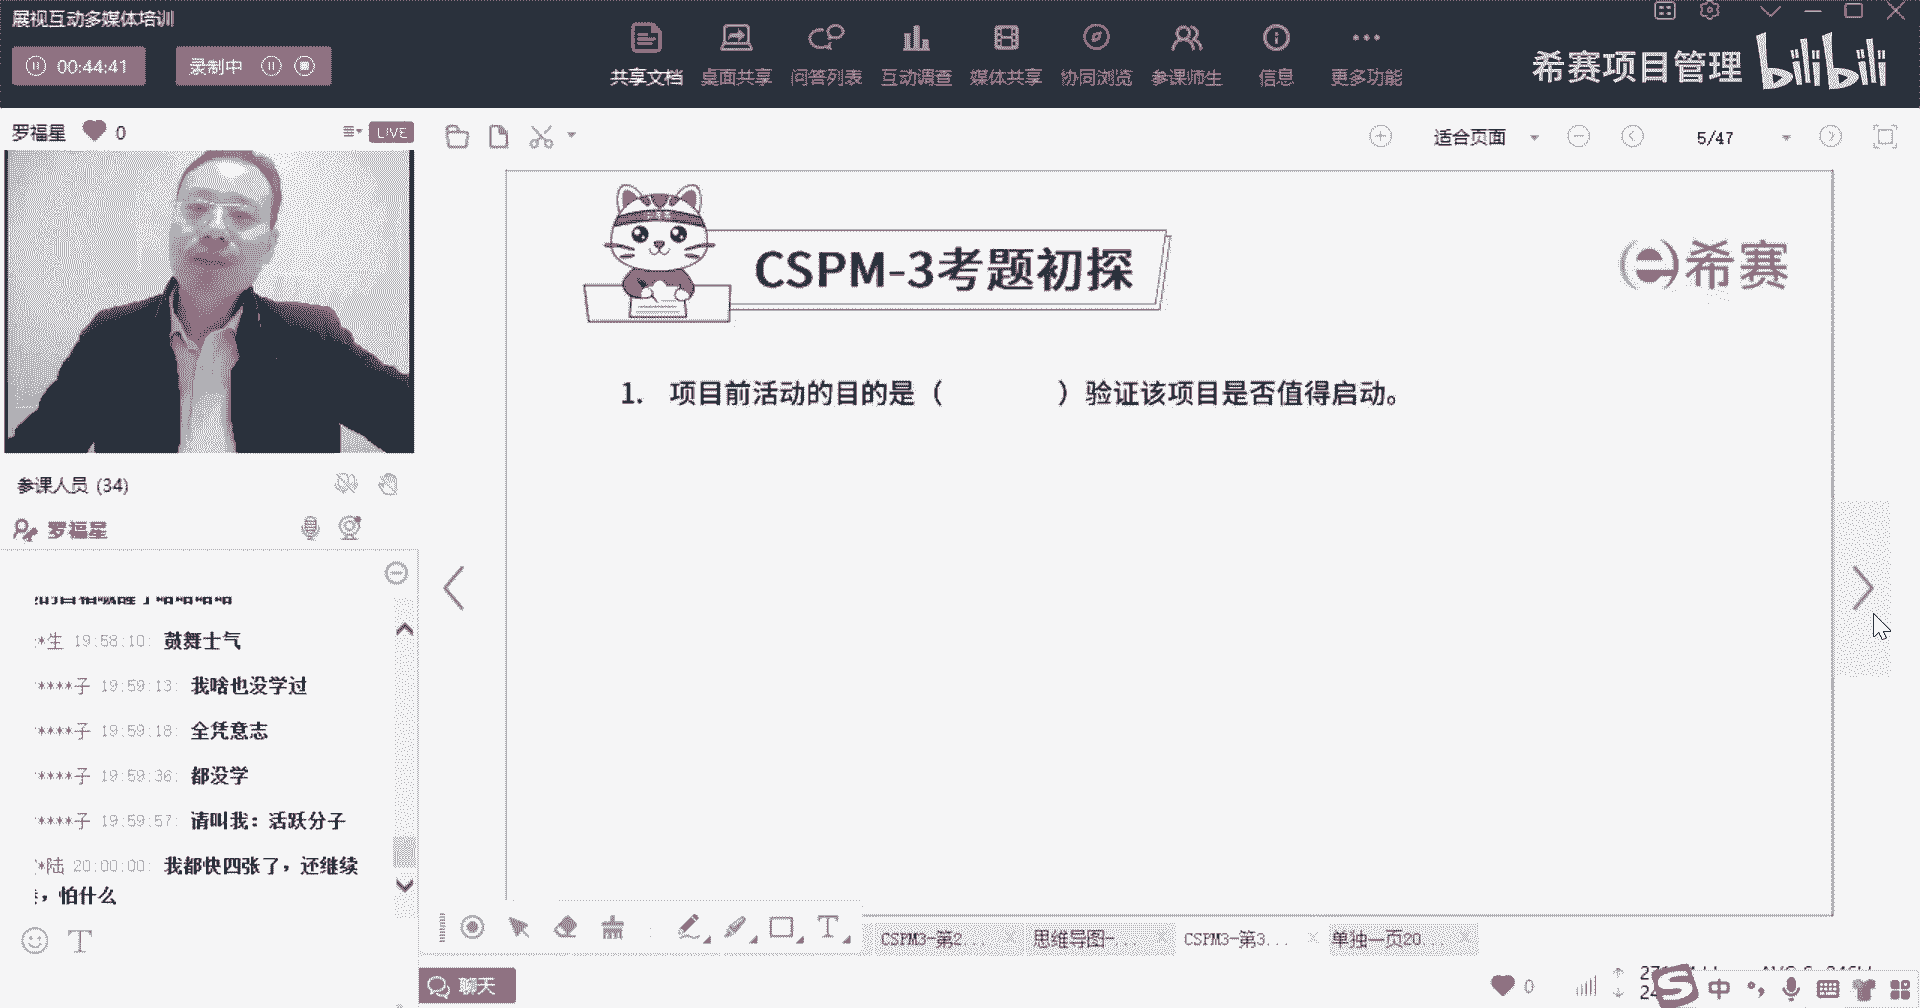 展视互动多媒体培训
00:44:41
录制中
共享文档 桌面共享 问答列表 互动调查 媒体共享 协同浏览 参课师生 信息 更多功能
希赛项目管理 bilibili
罗福星 0 LIVE
适合页面 5/47
CSPM-3考题初探
希赛
1. 项目前活动的目的是（ ）验证该项目是否值得启动。
参课人员 (34)
罗福星
*生 19:58:10: 鼓舞士气
****子 19:59:13: 我啥也没学过
****子 19:59:18: 全凭意志
****子 19:59:36: 都没学
****子 19:59:57: 请叫我：活跃分子
*陆 20:00:00: 我都快四张了，还继续
，怕什么
CSPM3-第2... 思维导图-... CSPM3-第3... 单独一页20...
聊天
0
中